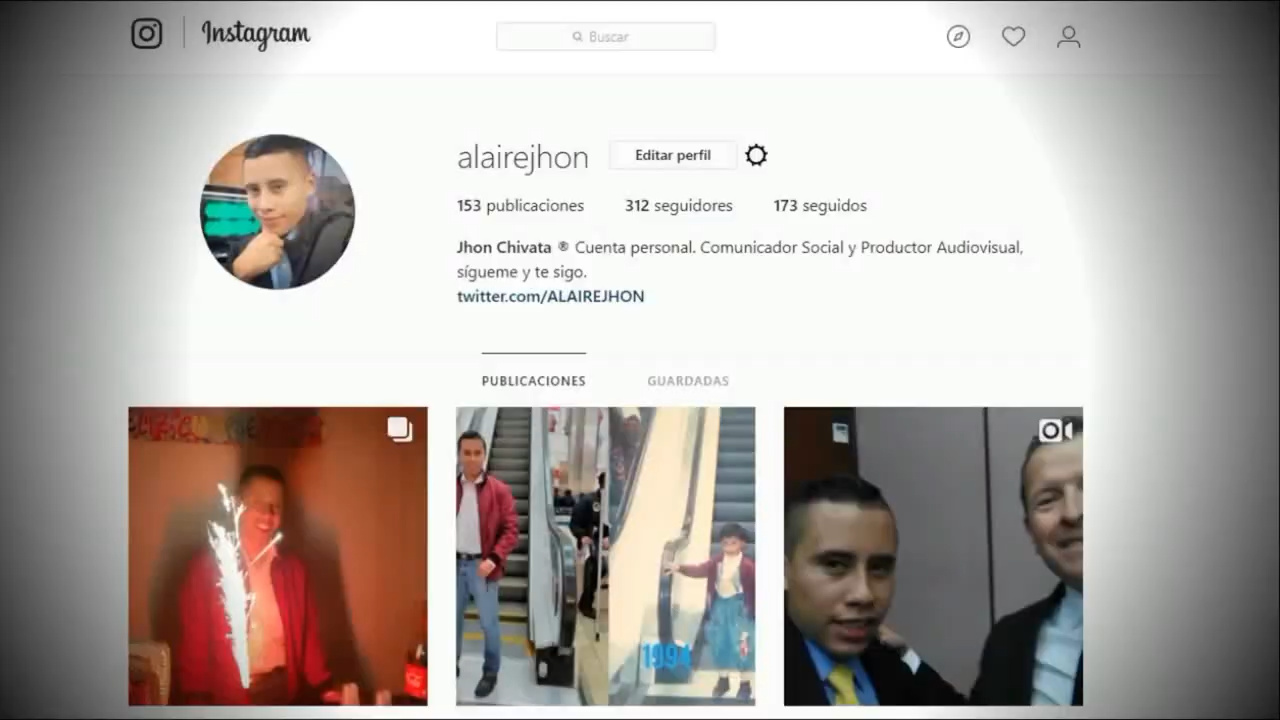 Instagram
Buscar
alairejhon
Editar perfil
153 publicaciones
312 seguidores
173 seguidos
Jhon Chivata ® Cuenta personal. Comunicador Social y Productor Audiovisual,
sígueme y te sigo.
twitter.com/ALAIREJHON
PUBLICACIONES
GUARDADAS
1994